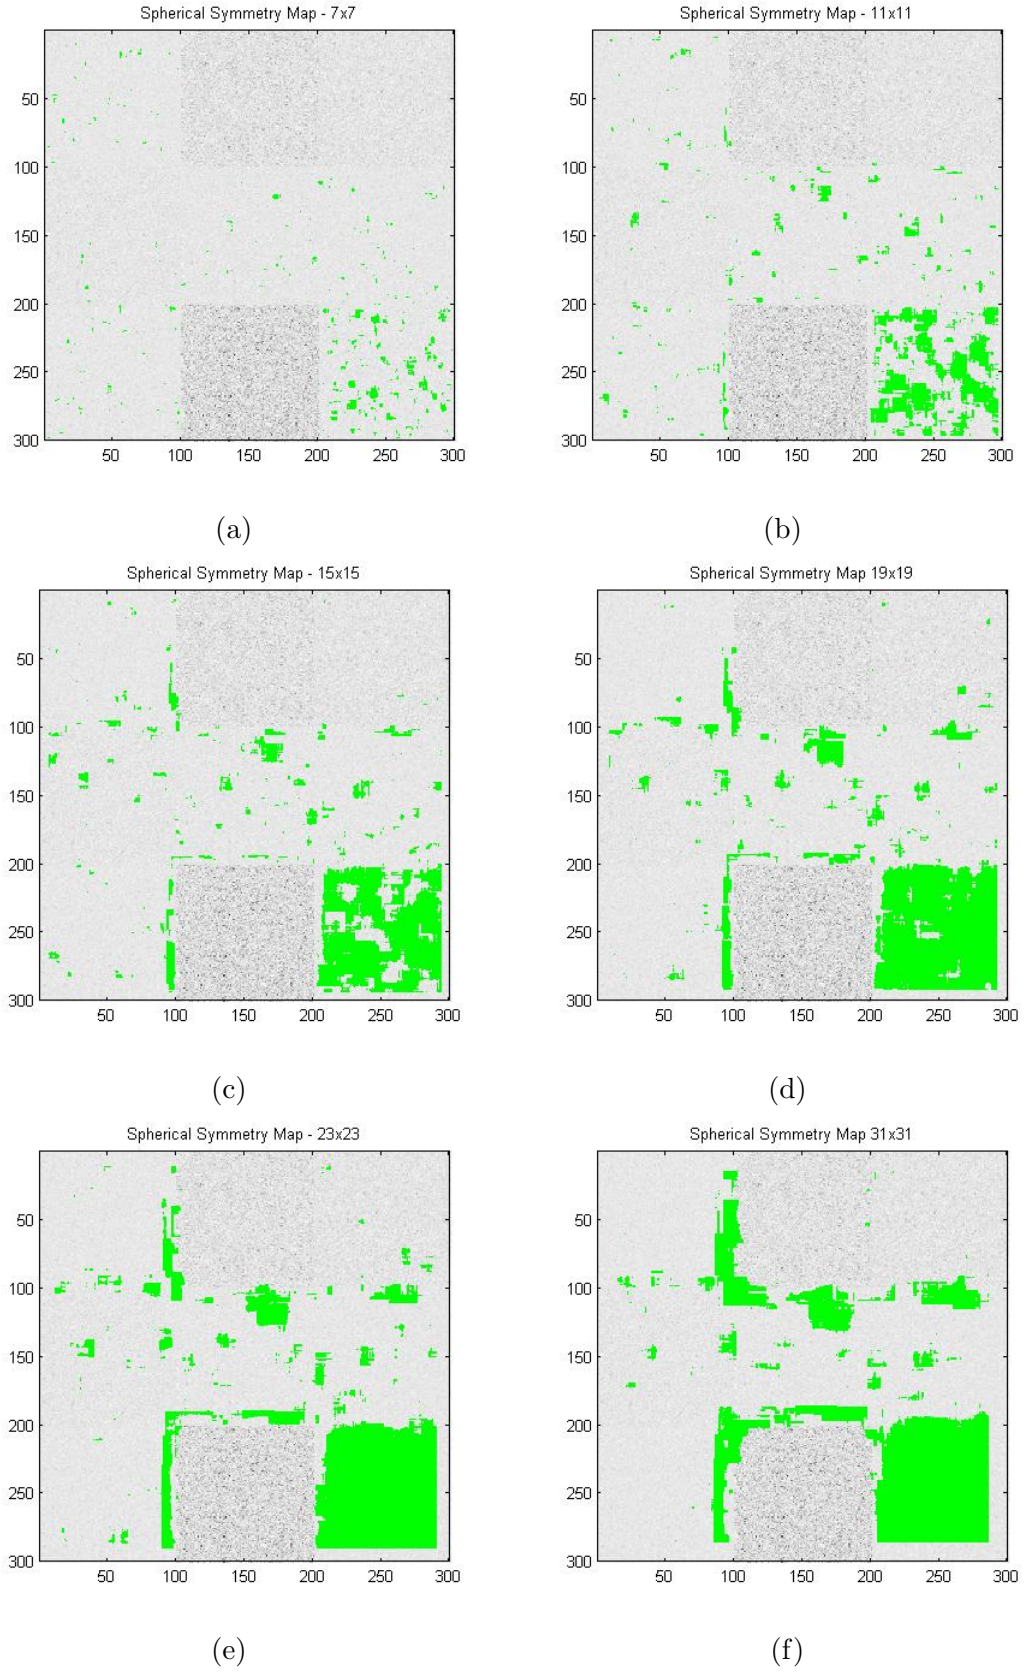 Spherical Symmetry Map - 7x7
Spherical Symmetry Map - 11x11
50
100
150
200
250
300
50 100 150 200 250 300
50
100
150
200
250
300
50 100 150 200 250 300
(a)
(b)
Spherical Symmetry Map - 15x15
Spherical Symmetry Map 19x19
50
100
150
200
250
300
50 100 150 200 250 300
50
100
150
200
250
300
50 100 150 200 250 300
(c)
(d)
Spherical Symmetry Map - 23x23
Spherical Symmetry Map 31x31
50
100
150
200
250
300
50 100 150 200 250 300
50
100
150
200
250
300
50 100 150 200 250 300
(e)
(f)